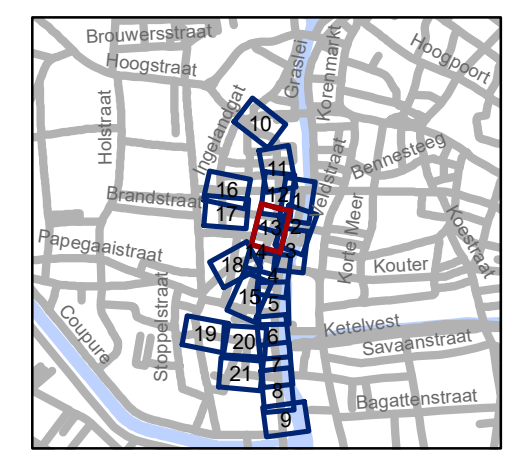 Brouwersstraat
Hoogstraat
Graslei
Korenmarkt
Hoogpoort
Holstraat
Ingelandgat
10
Bennesteeg
11
Veldstraat
16
12
1
Brandstraat
17
13
2
Korte Meer
Koestraat
Papegaaistraat
14
3
18
4
Kouter
15
5
Coupure
Stoppelstraat
19
20
6
Ketelvest
Savaanstraat
21
7
8
Bagattenstraat
9